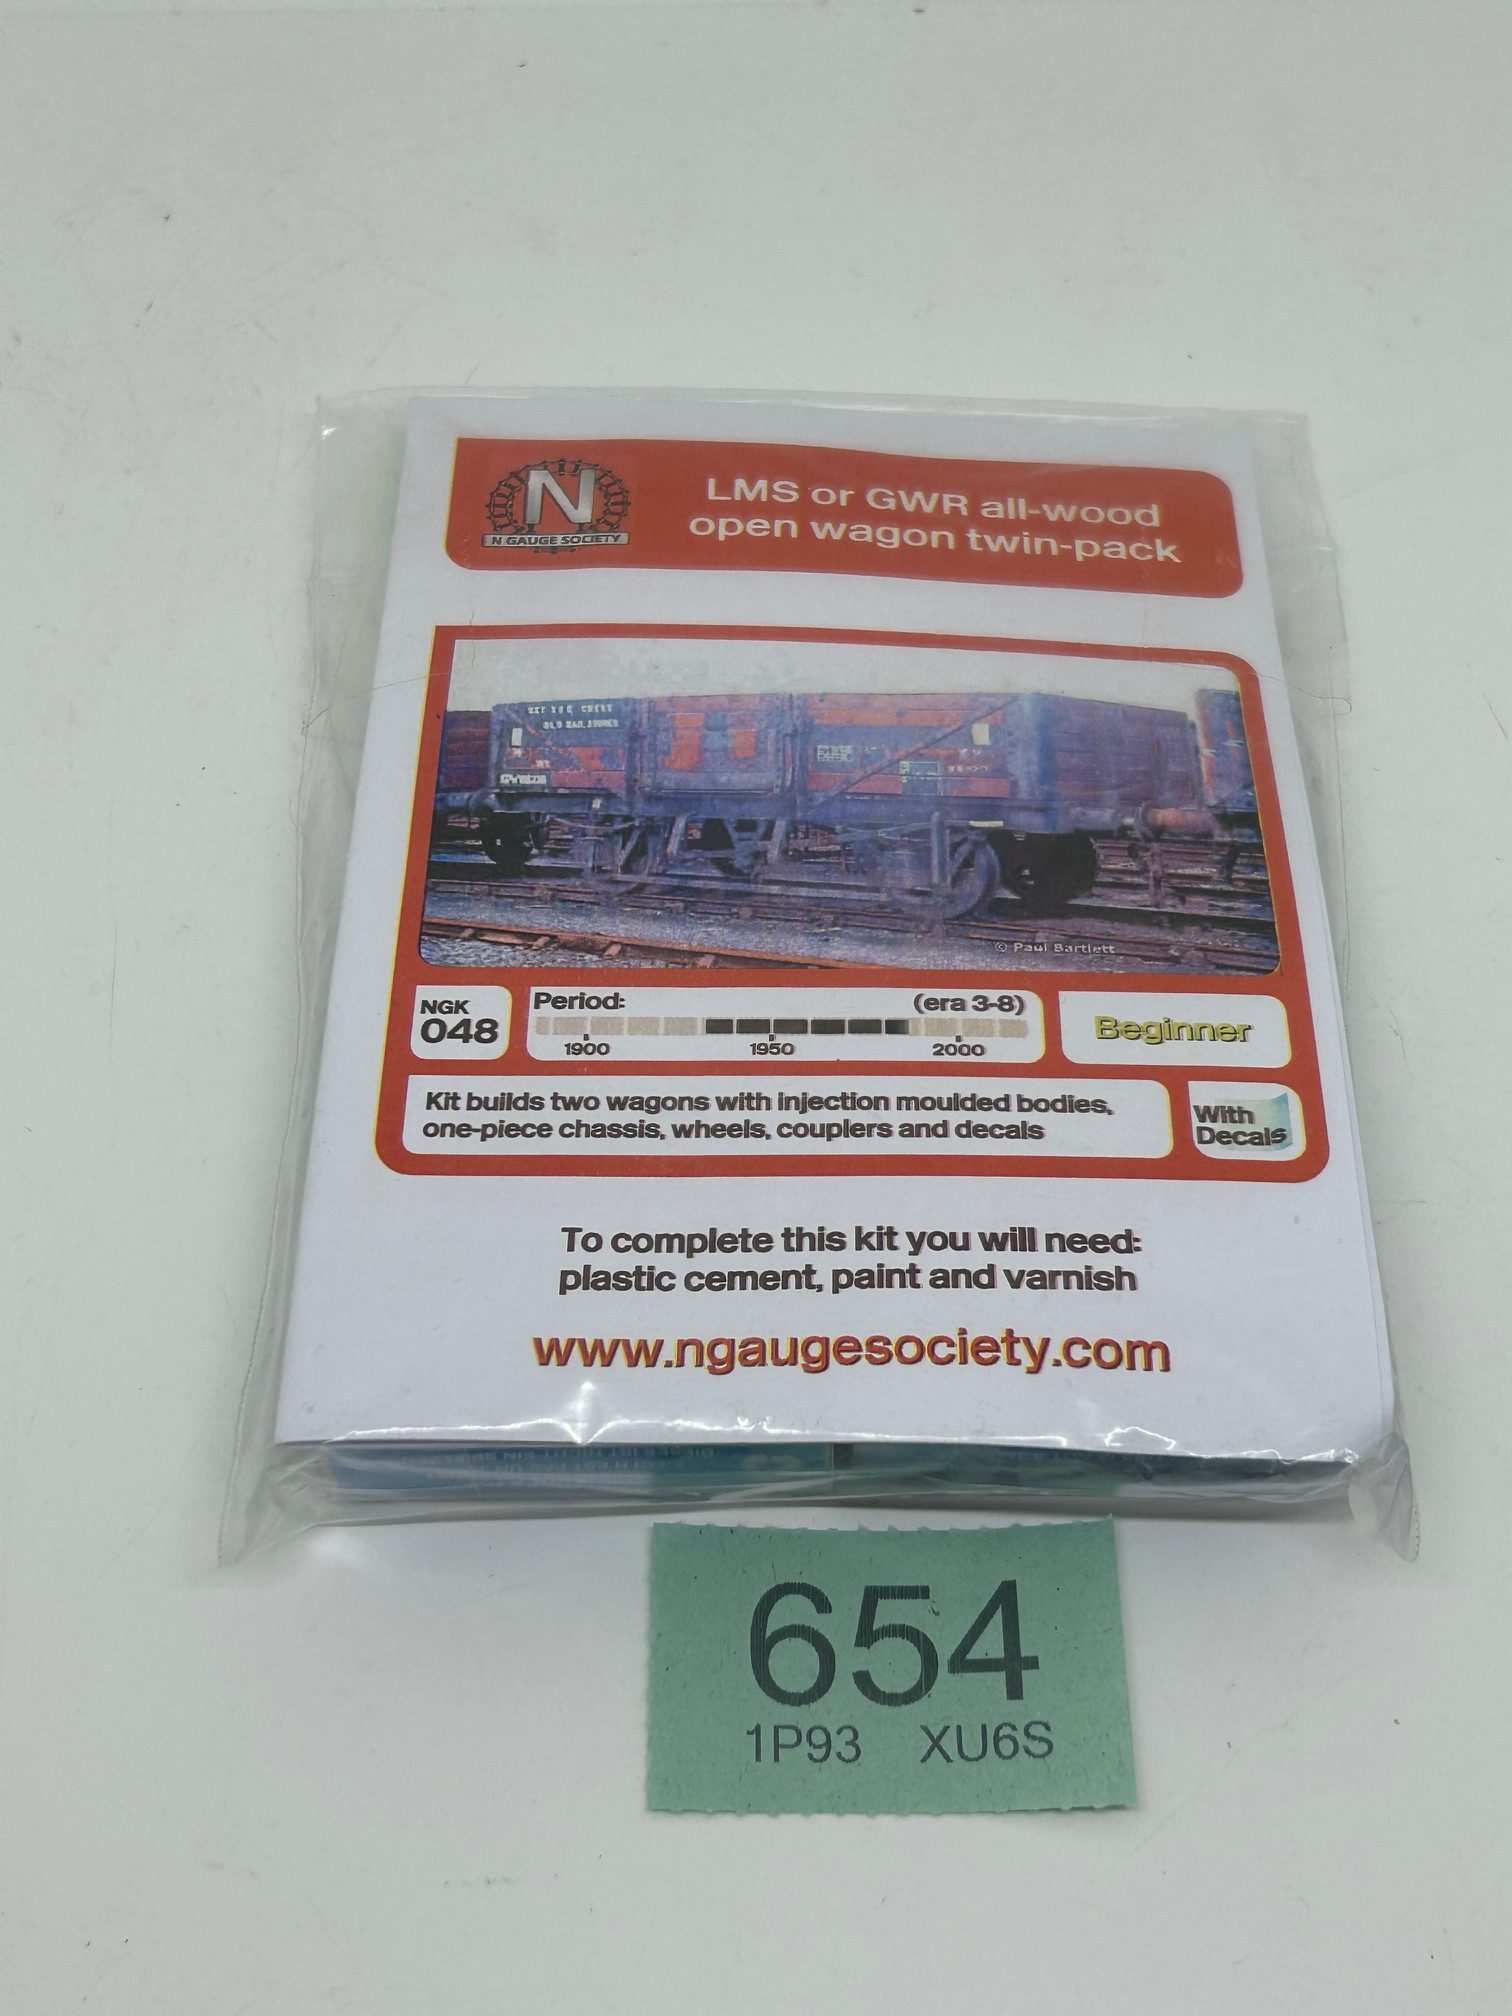 N
N GAUGE SOCIETY
LMS or GWR all-wood
open wagon twin-pack
© Paul Bartlett
NGK
048
Period:
(era 3-8)
1900
1950
2000
Beginner
Kit builds two wagons with injection moulded bodies,
one-piece chassis, wheels, couplers and decals
With
Decals
To complete this kit you will need:
plastic cement, paint and varnish
www.ngaugesociety.com
654
1P93 XU6S